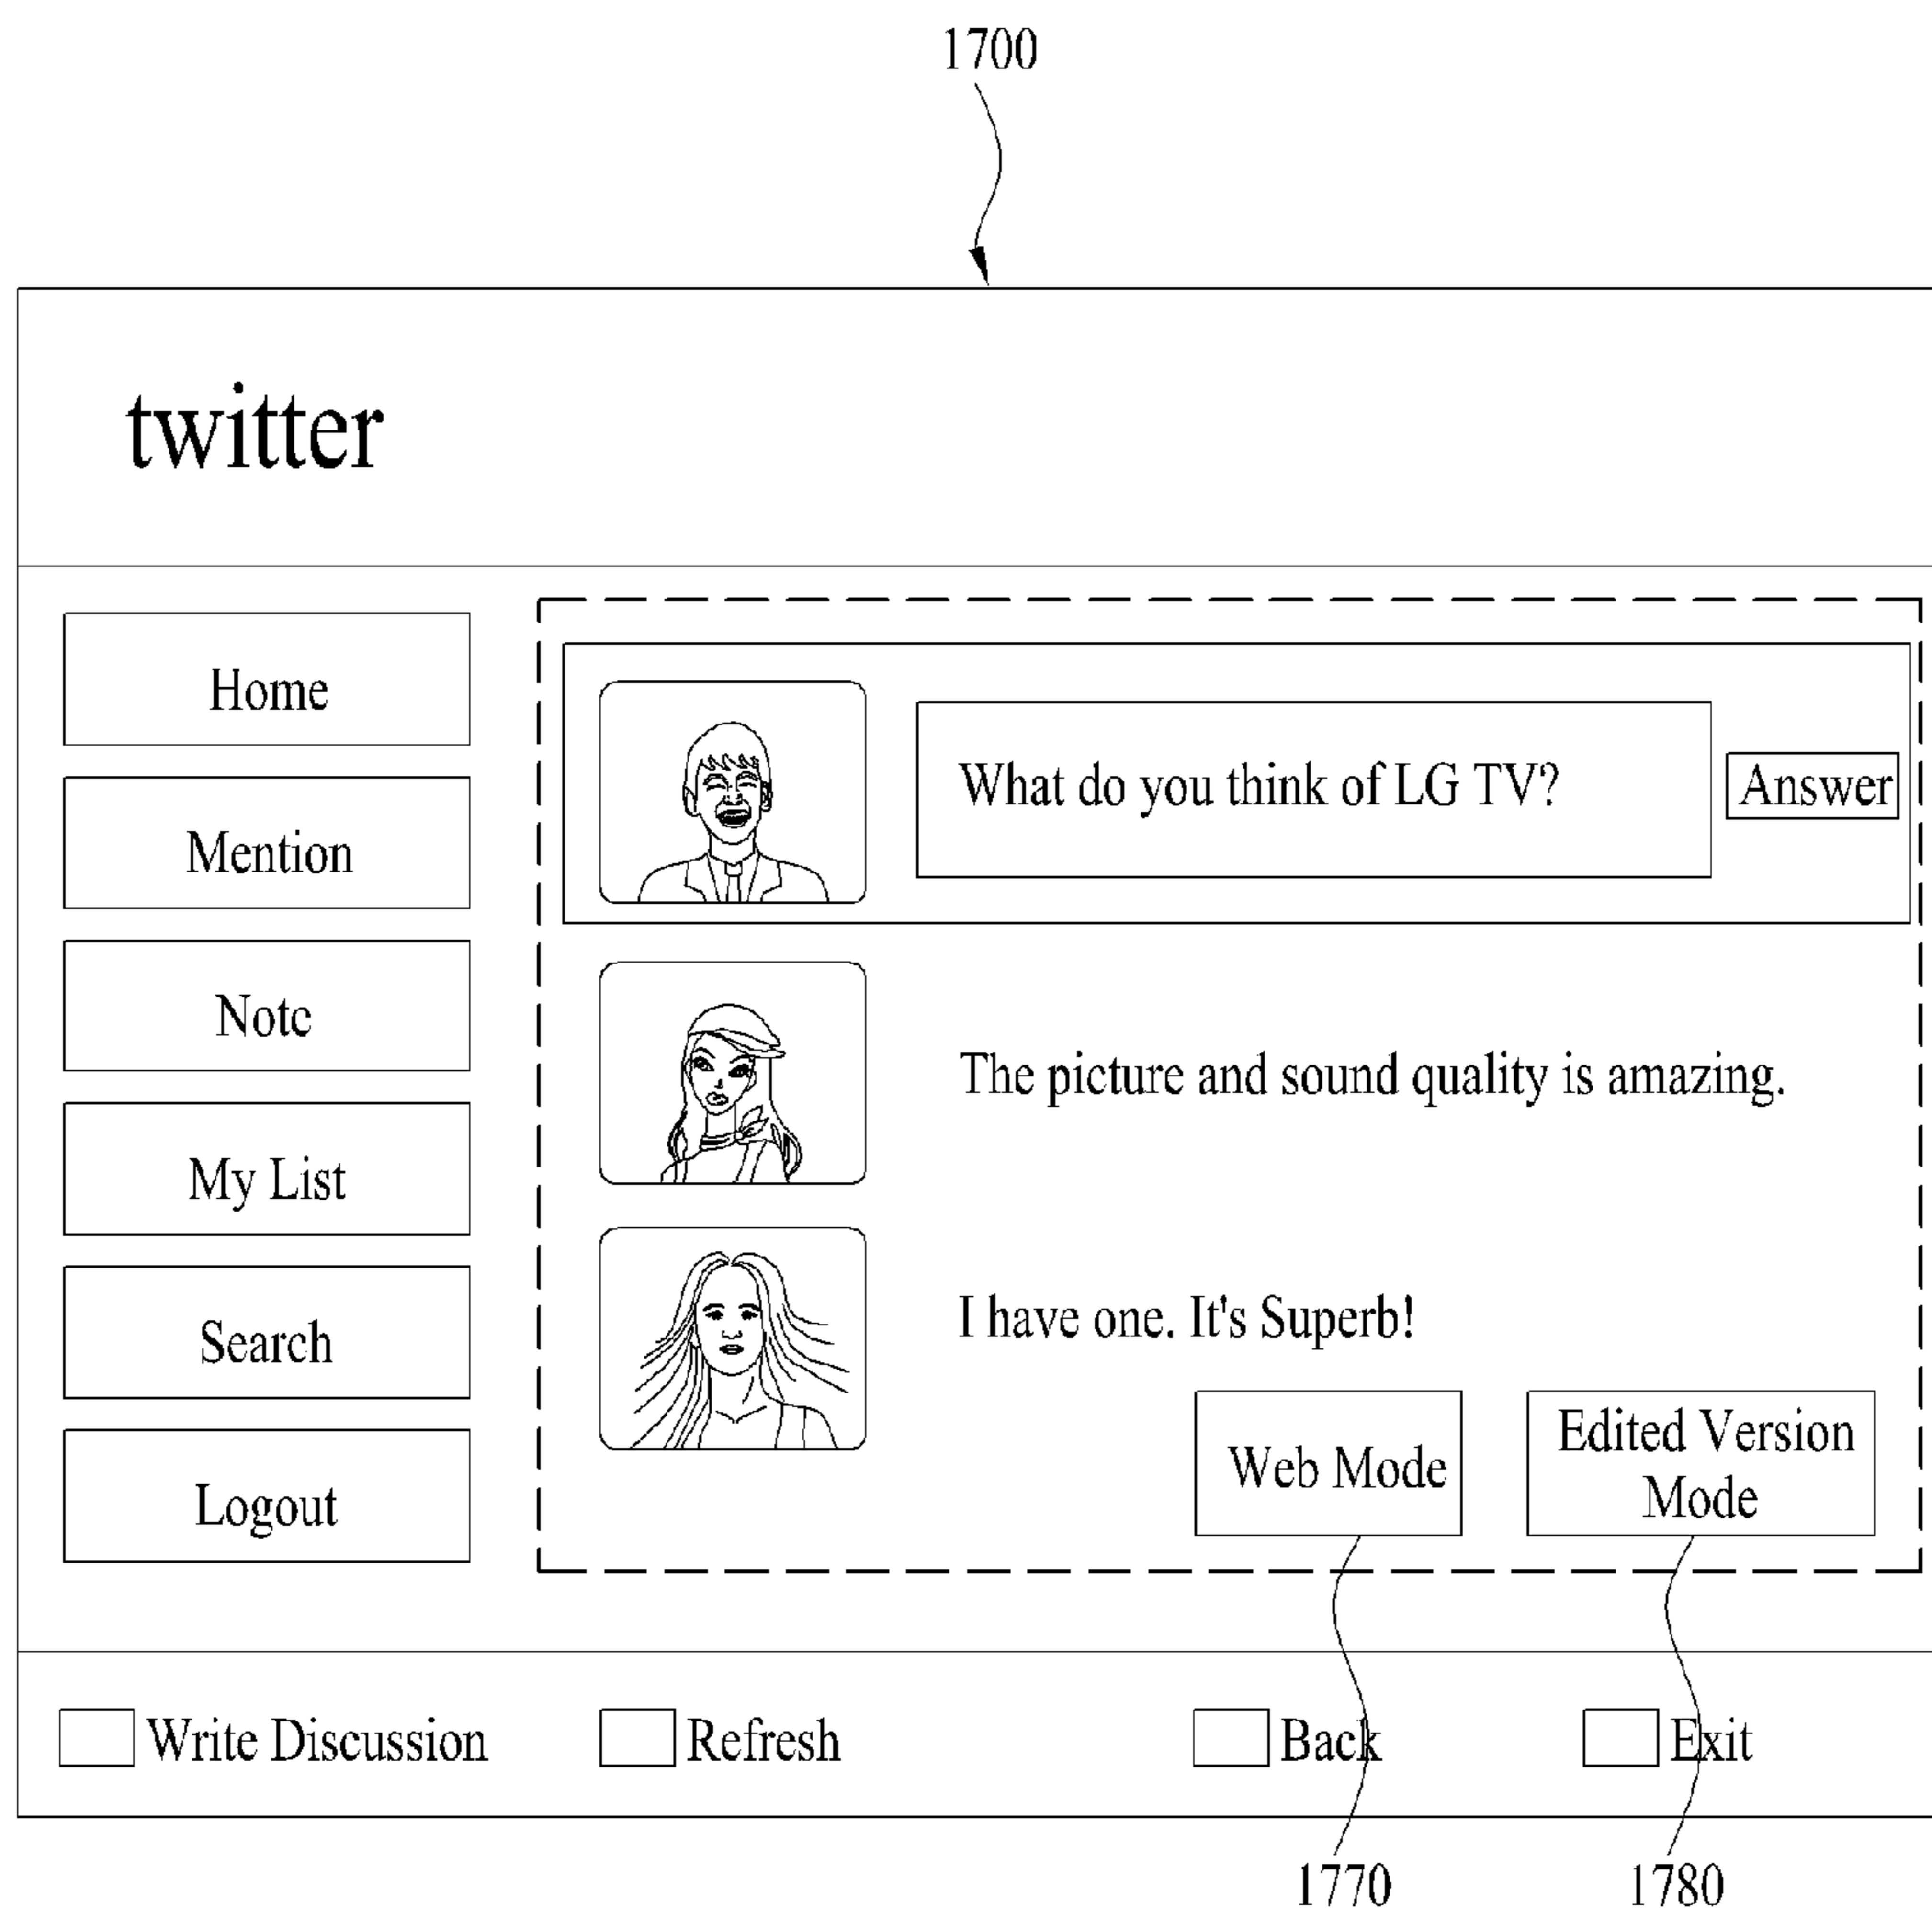 1700
twitter
Home
Mention
Note
My List
Search
Logout
What do you think of LG TV?
Answer
The picture and sound quality is amazing.
I have one. It's Superb!
Web Mode
Edited Version
Mode
Write Discussion
Refresh
Back
Exit
1770
1780